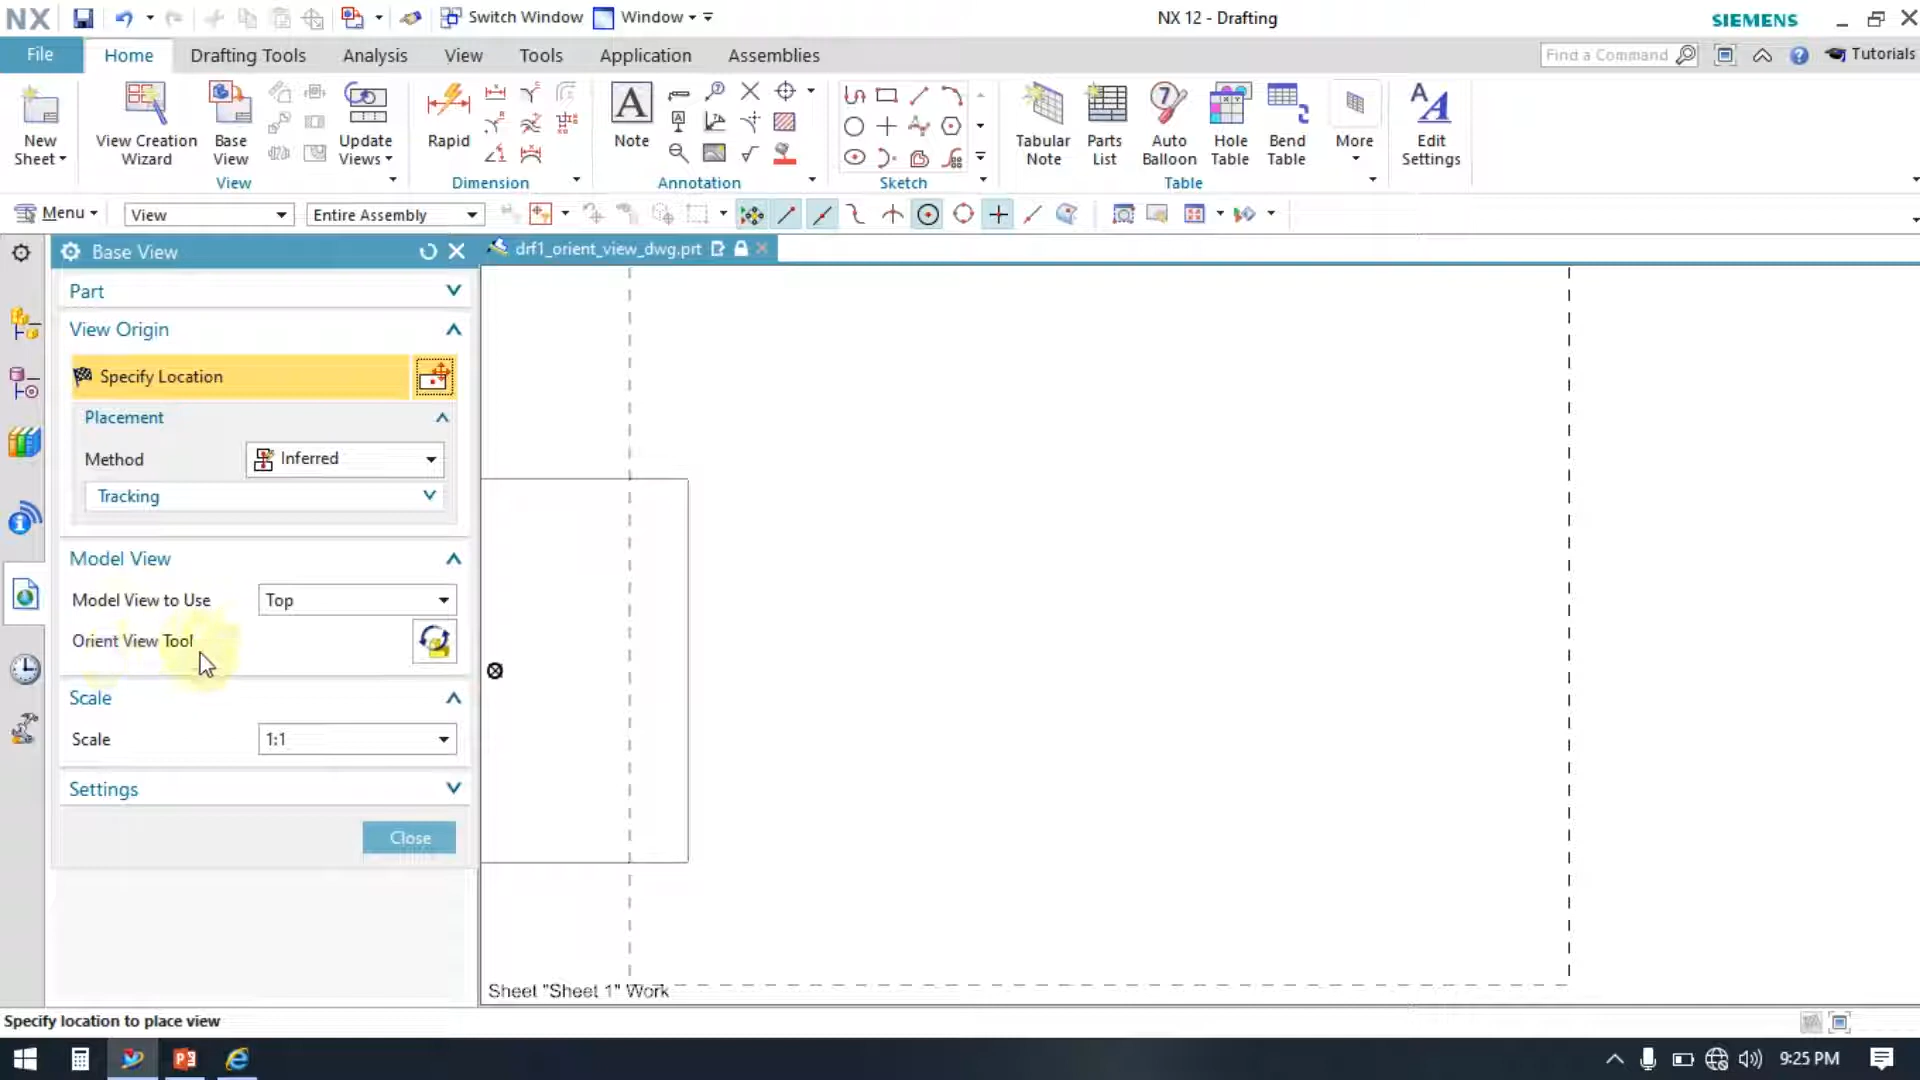 NX
Switch Window
Window
NX 12 - Drafting
SIEMENS
File
Home
Drafting Tools
Analysis
View
Tools
Application
Assemblies
Find a Command
Tutorials
New
Sheet
View Creation
Wizard
Base
View
Update
Views
View
Rapid
Dimension
A
Note
Annotation
Sketch
Tabular
Note
Parts
List
Auto
Balloon
Hole
Table
Bend
Table
Table
More
Edit
Settings
Menu
View
Entire Assembly
Base View
drf1_orient_view_dwg.prt
Part
View Origin
Specify Location
Placement
Method
Inferred
Tracking
Model View
Model View to Use
Top
Orient View Tool
Scale
Scale
1:1
Settings
Close
Sheet "Sheet 1" Work
Specify location to place view
9:25 PM